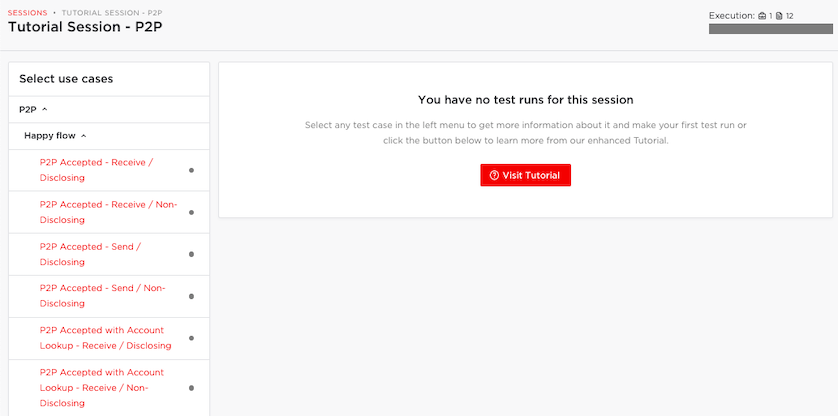 SESSIONS • TUTORIAL SESSION - P2P
Tutorial Session - P2P
Execution: 1 12
Select use cases
P2P
Happy flow
P2P Accepted - Receive /
Disclosing
P2P Accepted - Receive / Non-
Disclosing
P2P Accepted - Send /
Disclosing
P2P Accepted - Send / Non-
Disclosing
P2P Accepted with Account
Lookup - Receive / Disclosing
P2P Accepted with Account
Lookup - Receive / Non-
Disclosing
You have no test runs for this session
Select any test case in the left menu to get more information about it and make your first test run or
click the button below to learn more from our enhanced Tutorial.
Visit Tutorial